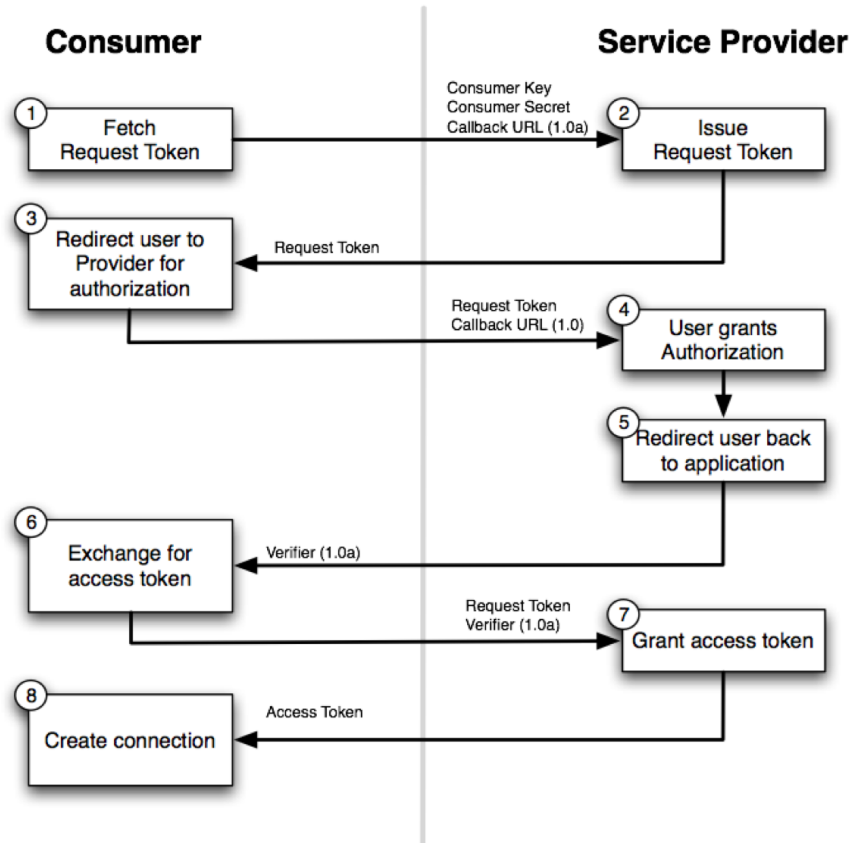 Consumer
Service Provider
1
Fetch
Request Token
Consumer Key
Consumer Secret
Callback URL (1.0a)
2
Issue
Request Token
3
Redirect user to
Provider for
authorization
Request Token
Request Token
Callback URL (1.0)
4
User grants
Authorization
5
Redirect user back
to application
6
Exchange for
access token
Verifier (1.0a)
Request Token
Verifier (1.0a)
7
Grant access token
8
Create connection
Access Token